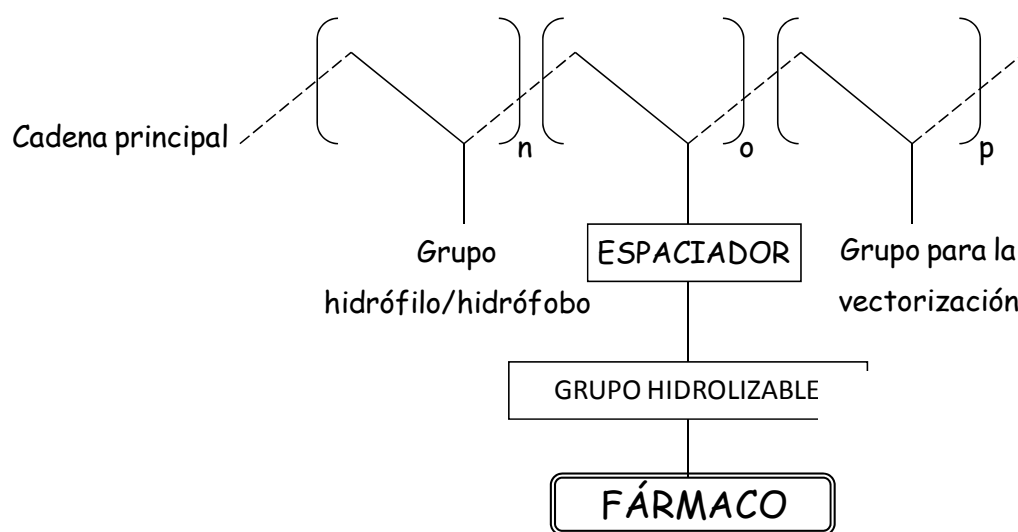 Cadena principal
n
o
p
Grupo
hidrófilo/hidrófobo
ESPACIADOR
Grupo para la
vectorización
GRUPO HIDROLIZABLE
FÁRMACO